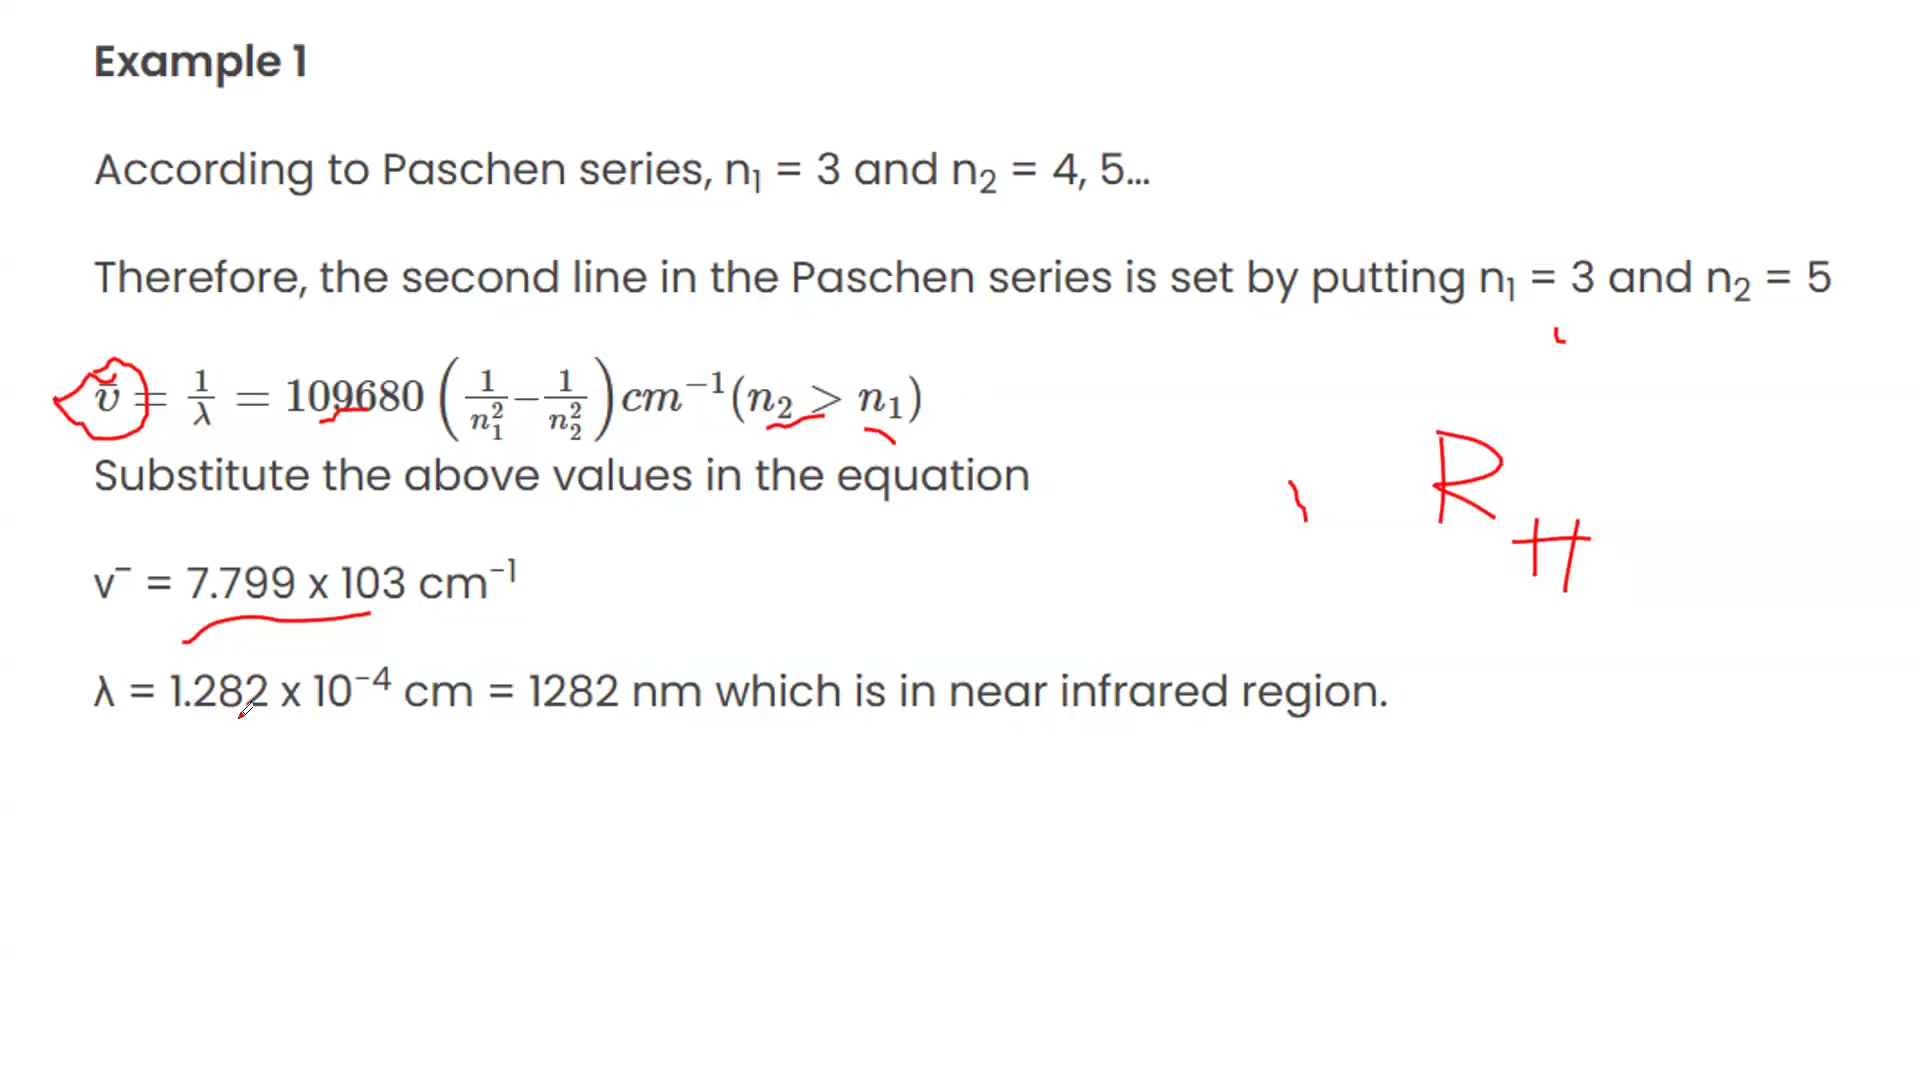 Example 1
According to Paschen series, n₁ = 3 and n₂ = 4, 5...
Therefore, the second line in the Paschen series is set by putting n₁ = 3 and n₂ = 5
ῡ = 1/λ = 109680 (1/n₁² − 1/n₂²) cm⁻¹ (n₂ > n₁)
Substitute the above values in the equation
R_H
v⁻ = 7.799 x 103 cm⁻¹
λ = 1.282 x 10⁻⁴ cm = 1282 nm which is in near infrared region.